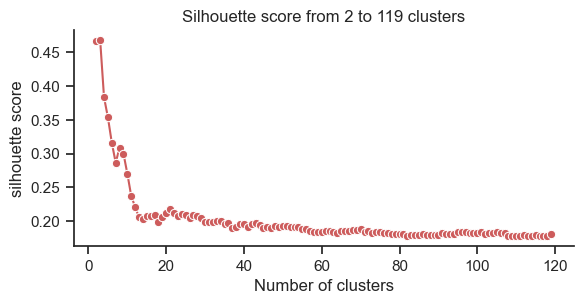 Silhouette score from 2 to 119 clusters
silhouette score
0.45
0.40
0.35
0.30
0.25
0.20
0 20 40 60 80 100 120
Number of clusters